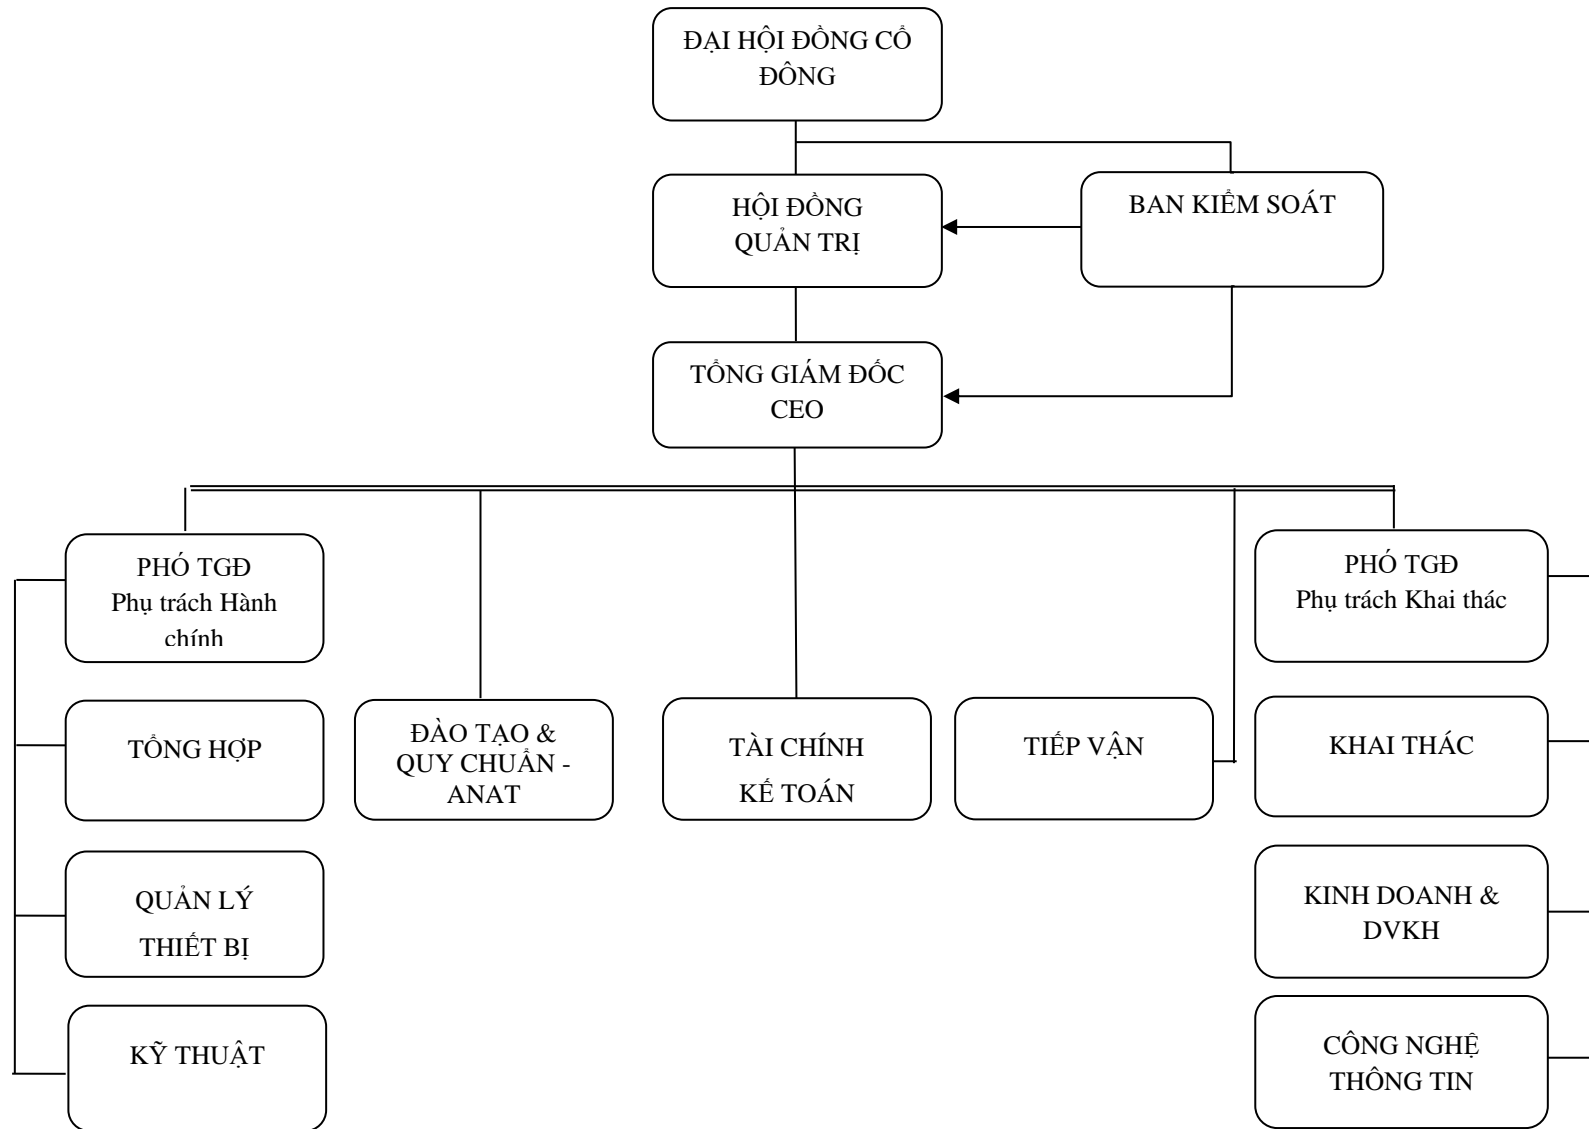 ĐẠI HỘI ĐỒNG CỔ
ĐÔNG
HỘI ĐỒNG
QUẢN TRỊ
BAN KIỂM SOÁT
TỔNG GIÁM ĐỐC
CEO
PHÓ TGĐ
Phụ trách Hành
chính
PHÓ TGĐ
Phụ trách Khai thác
TỔNG HỢP
ĐÀO TẠO &
QUY CHUẨN -
ANAT
TÀI CHÍNH
KẾ TOÁN
TIẾP VẬN
KHAI THÁC
QUẢN LÝ
THIẾT BỊ
KINH DOANH &
DVKH
KỸ THUẬT
CÔNG NGHỆ
THÔNG TIN